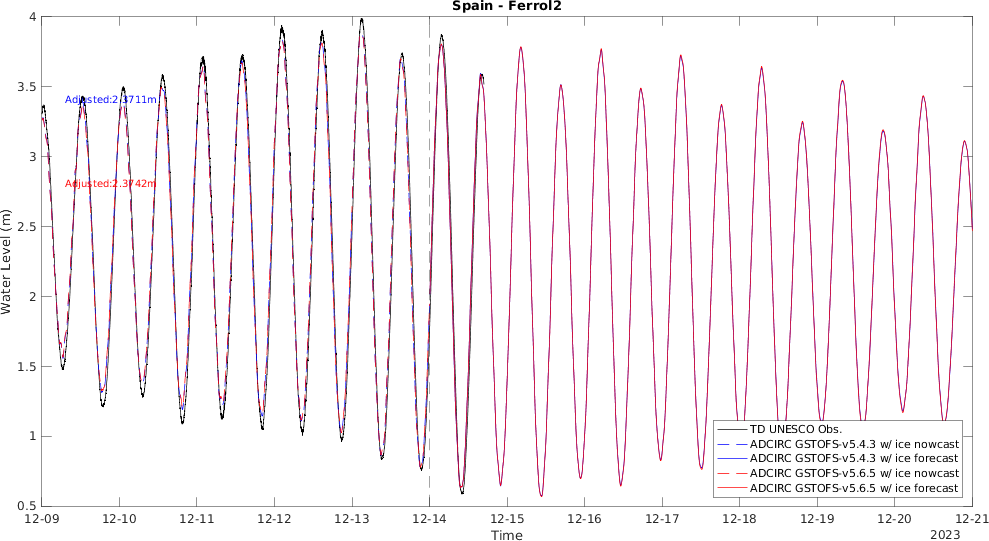 Spain - Ferrol2
4
3.5
3
2.5
2
1.5
1
0.5
Water Level (m)
Adjusted:2.3711m
Adjusted:2.3742m
TD UNESCO Obs.
ADCIRC GSTOFS-v5.4.3 w/ ice nowcast
ADCIRC GSTOFS-v5.4.3 w/ ice forecast
ADCIRC GSTOFS-v5.6.5 w/ ice nowcast
ADCIRC GSTOFS-v5.6.5 w/ ice forecast
12-09 12-10 12-11 12-12 12-13 12-14 12-15 12-16 12-17 12-18 12-19 12-20 12-21
Time
2023